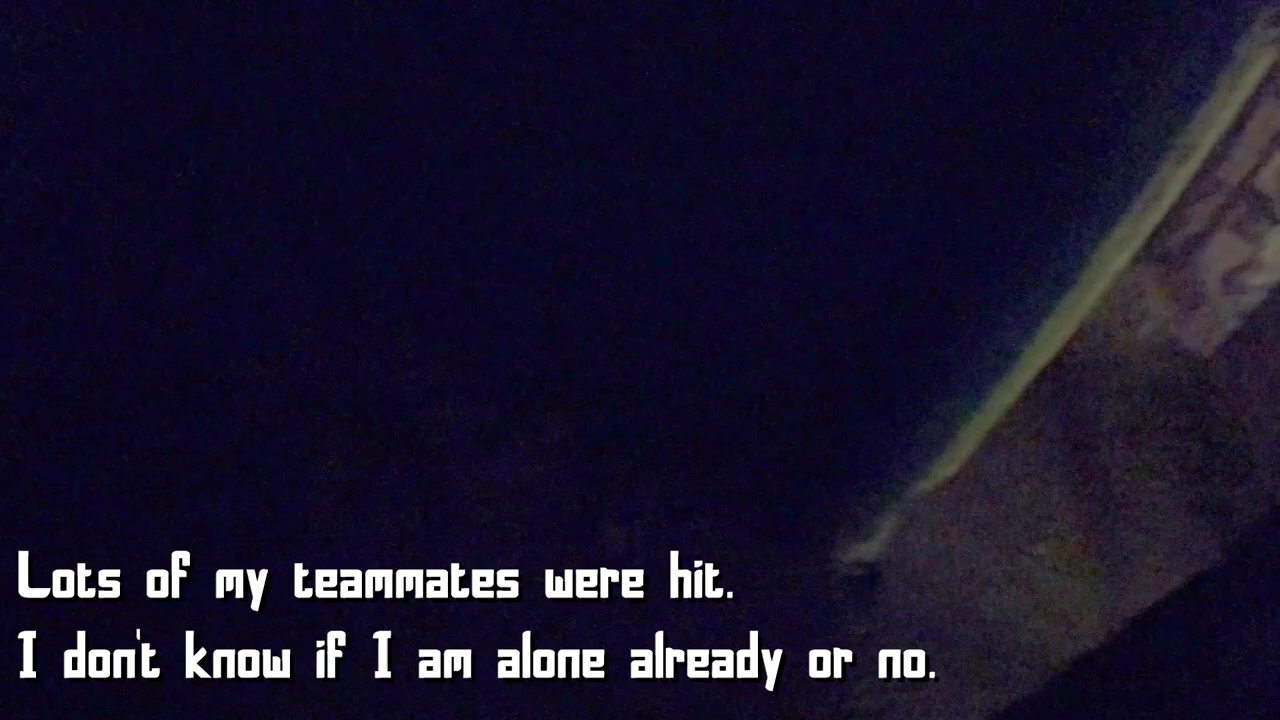 Lots of my teammates were hit.
I don't know if I am alone already or no.